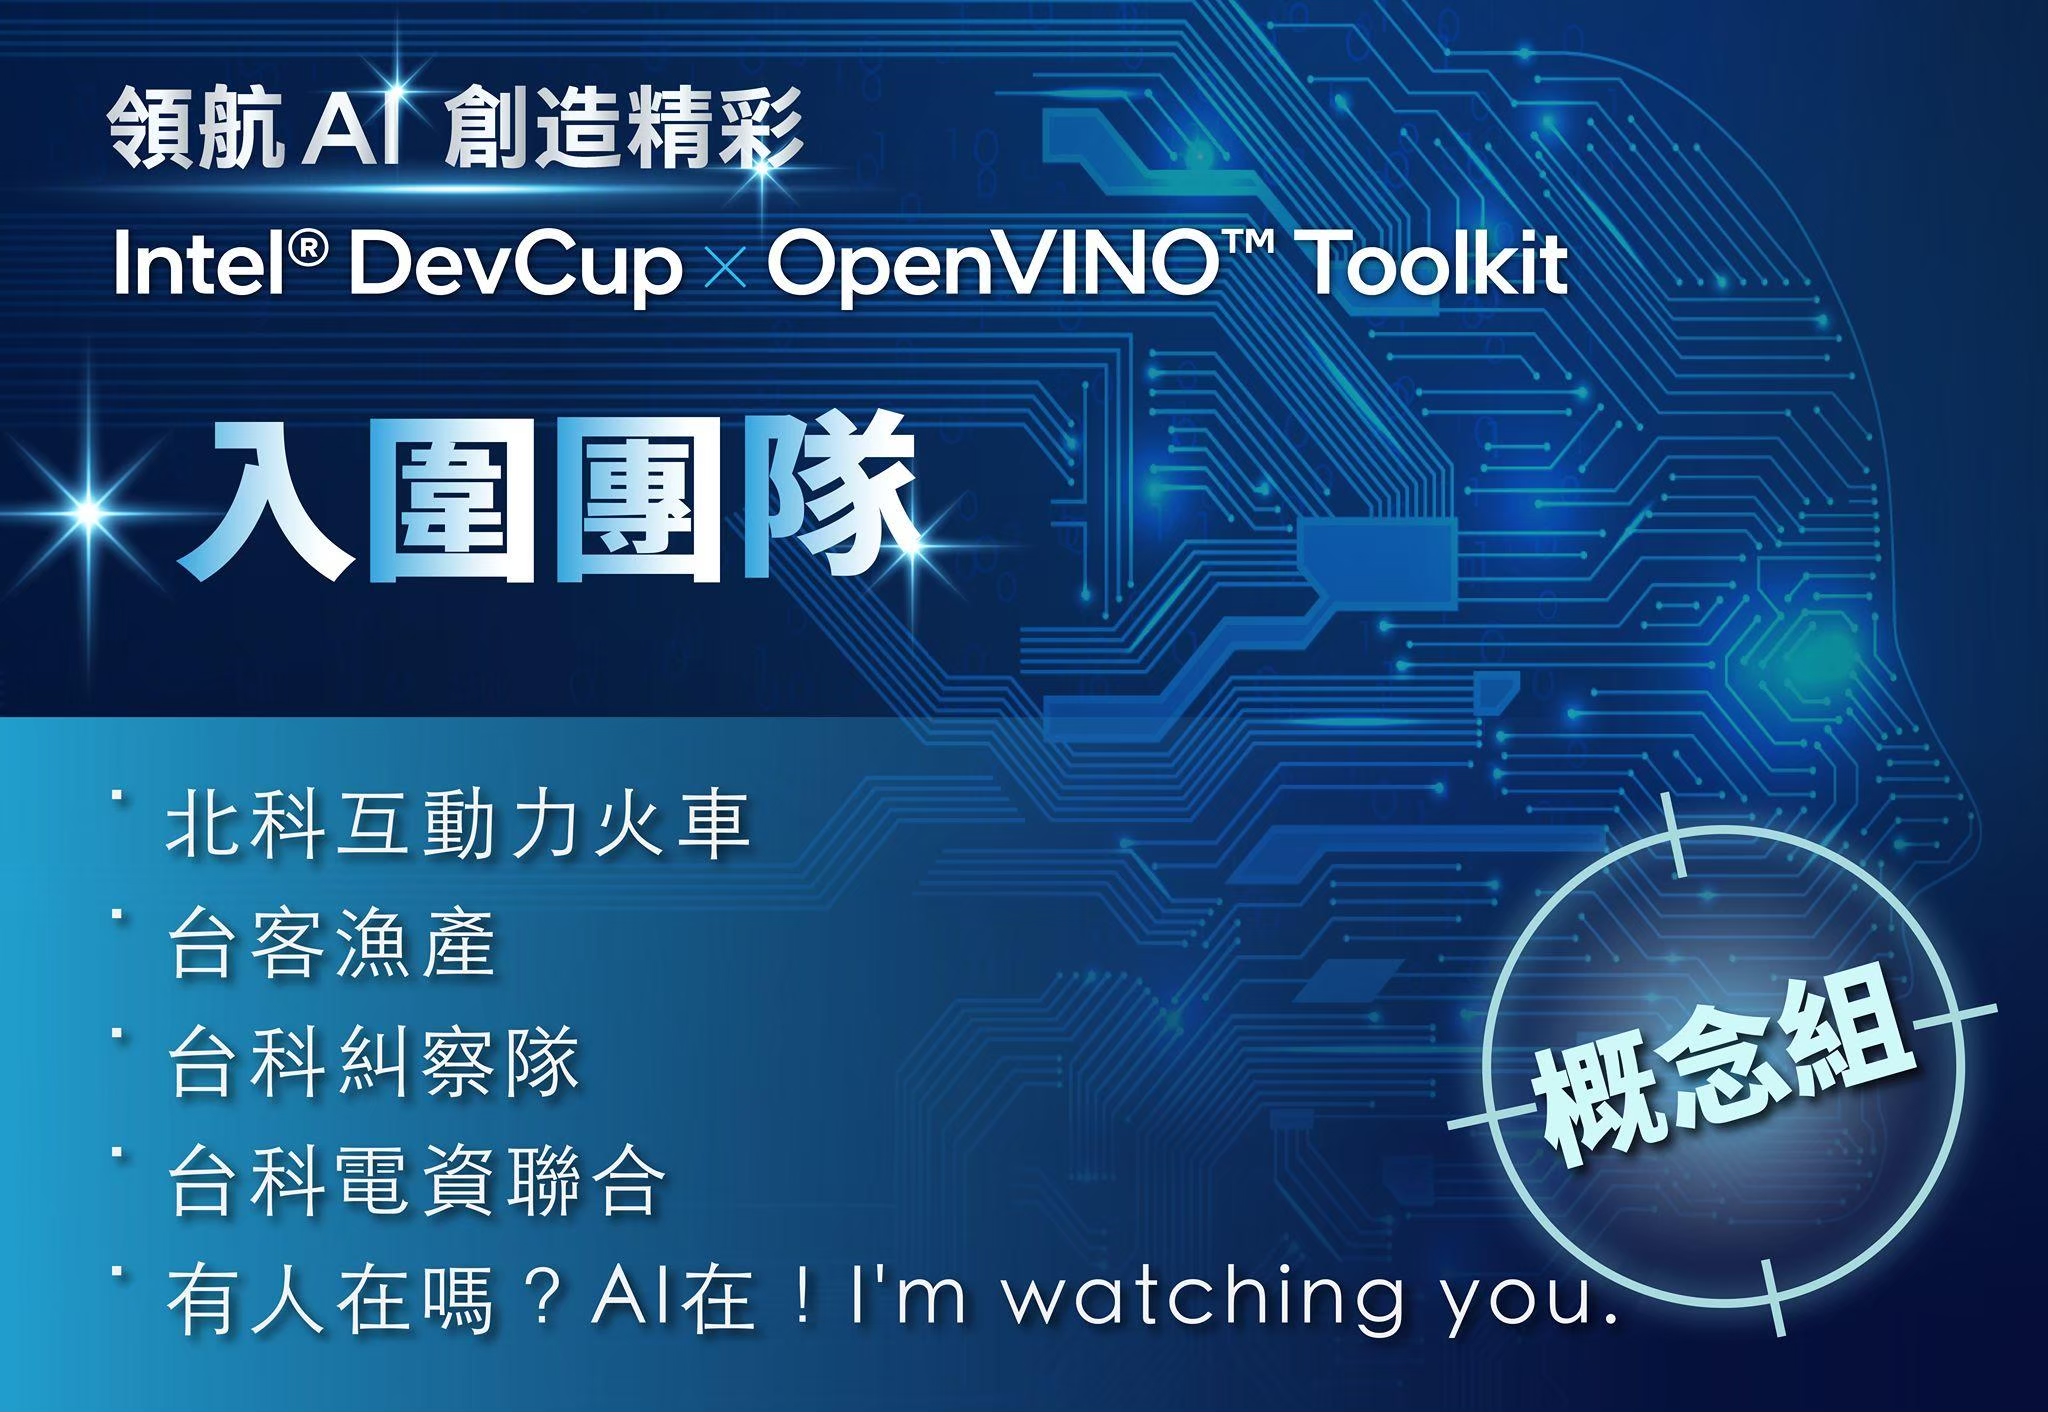 領航 AI 創造精彩
Intel® DevCup × OpenVINO™ Toolkit
入圍團隊
· 北科互動力火車
· 台客漁產
· 台科糾察隊
· 台科電資聯合
· 有人在嗎？AI在！I'm watching you.
概念組